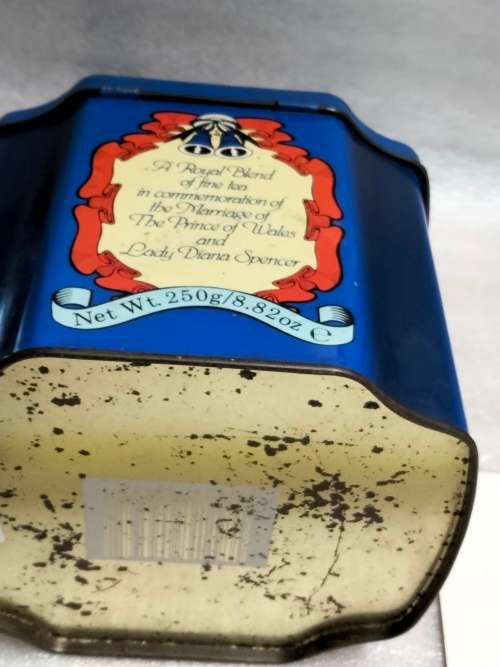 A Royal Blend
of fine tea
in commemoration of
the Marriage of
The Prince of Wales
and
Lady Diana Spencer
Net Wt. 250g/8.82oz ℮